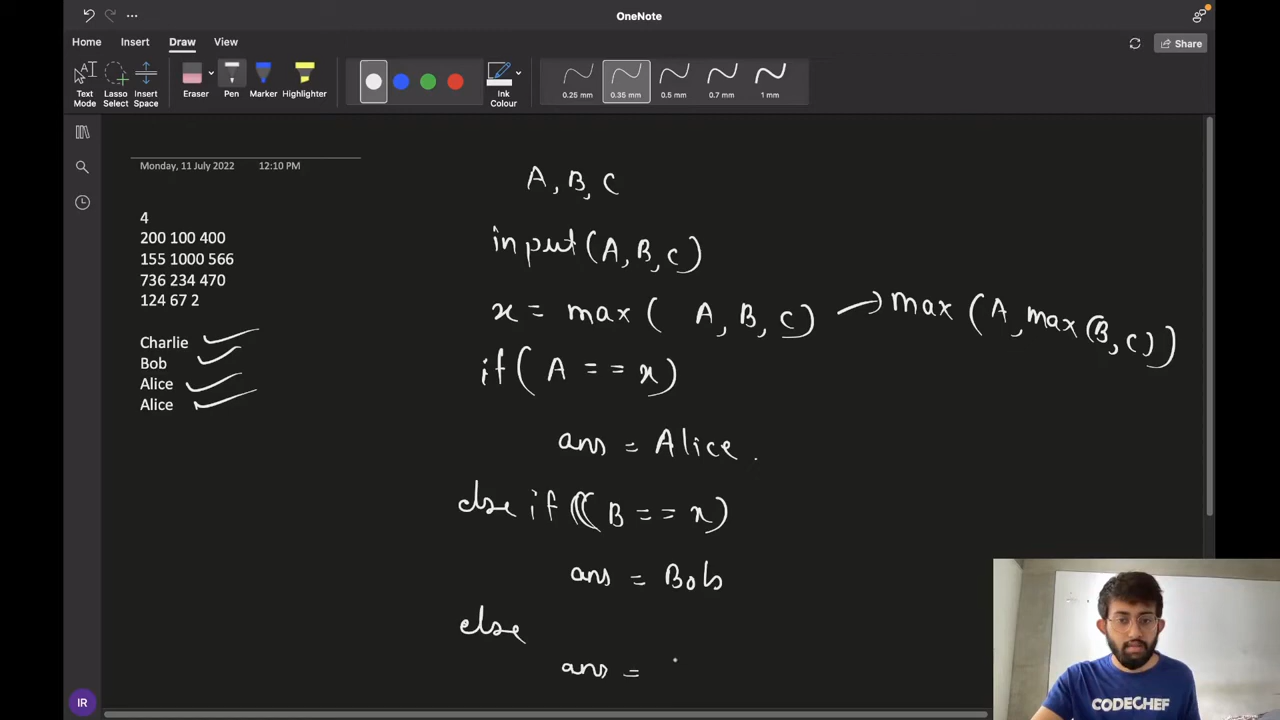 OneNote
Home Insert Draw View
Share
Text Mode
Lasso Select
Insert Space
Eraser
Pen
Marker
Highlighter
Ink Colour
0.25 mm
0.35 mm
0.5 mm
0.7 mm
1 mm
Monday, 11 July 2022 12:10 PM
4
200 100 400
155 1000 566
736 234 470
124 67 2
Charlie
Bob
Alice
Alice
A, B, C
input(A, B, C)
x = max( A, B, C) → max (A, max(B, C))
if( A == x)
ans = Alice.
else if(( B == x)
ans = Bob
else
ans =
IR
CODECHEF